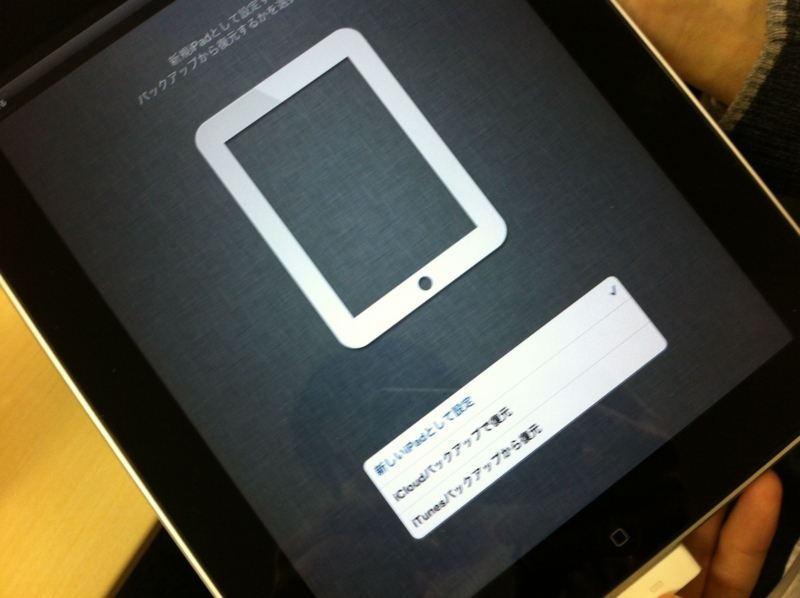 新規iPadとして設定す
バックアップから復元するかを選
新しいiPadとして設定
iCloudバックアップで復元
iTunesバックアップから復元